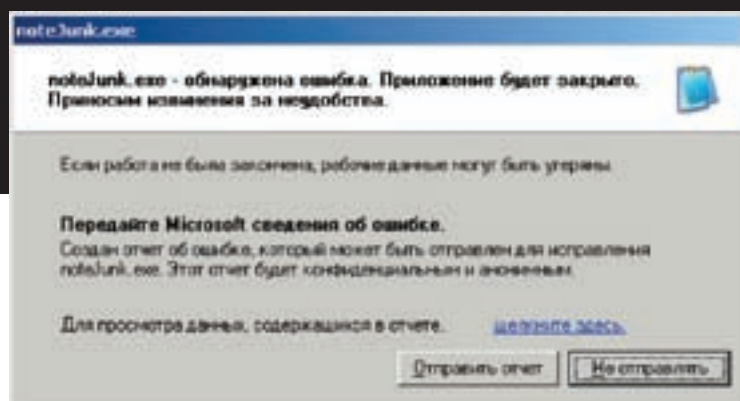 noteJunk.exe
noteJunk.exe - обнаружена ошибка. Приложение будет закрыто.
Приносим извинения за неудобства.
Если работа не была закончена, рабочие данные могут быть утеряны.
Передайте Microsoft сведения об ошибке.
Создан отчет об ошибке, который может быть отправлен для исправления
noteJunk.exe. Этот отчет будет конфиденциальным и анонимным.
Для просмотра данных, содержащихся в отчете, щелкните здесь.
Отправить отчет
Не отправлять